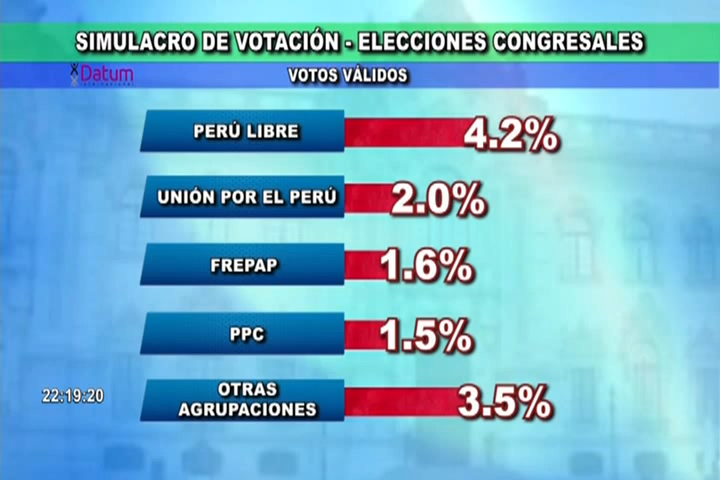 SIMULACRO DE VOTACIÓN - ELECCIONES CONGRESALES
Datum
VOTOS VÁLIDOS
PERÚ LIBRE 4.2%
UNIÓN POR EL PERÚ 2.0%
FREPAP 1.6%
PPC 1.5%
22:19:20
OTRAS
AGRUPACIONES 3.5%